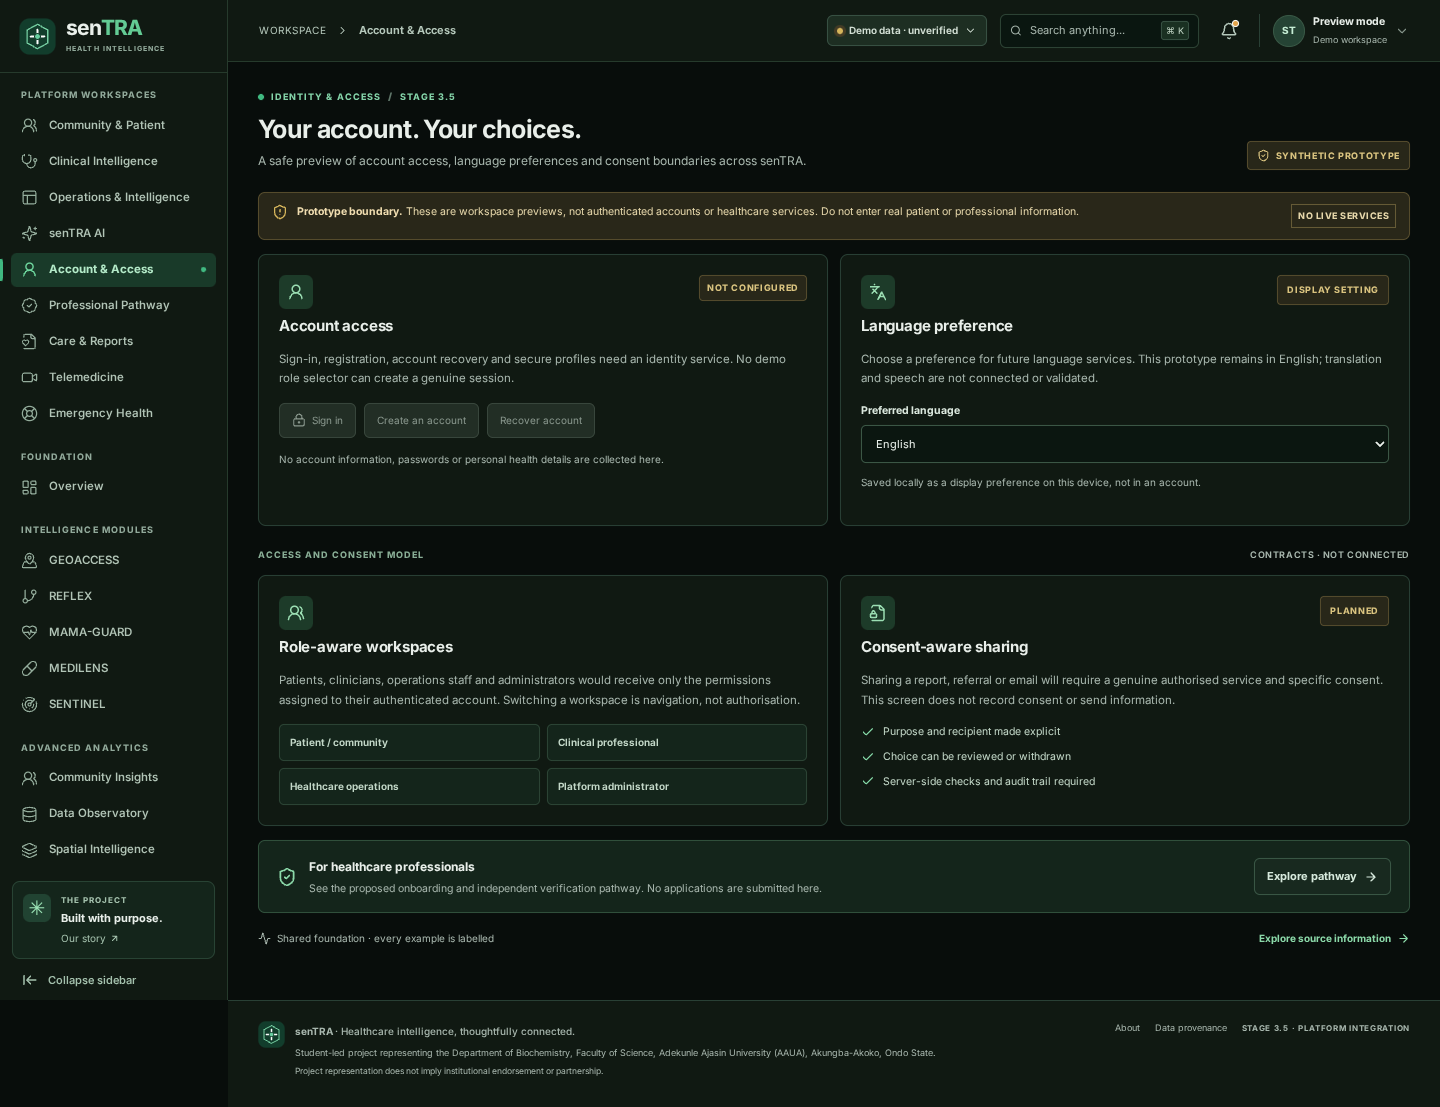 senTRA
HEALTH INTELLIGENCE
PLATFORM WORKSPACES
Community & Patient
Clinical Intelligence
Operations & Intelligence
senTRA AI
Account & Access
Professional Pathway
Care & Reports
Telemedicine
Emergency Health
FOUNDATION
Overview
INTELLIGENCE MODULES
GEOACCESS
REFLEX
MAMA-GUARD
MEDILENS
SENTINEL
ADVANCED ANALYTICS
Community Insights
Data Observatory
Spatial Intelligence
THE PROJECT
Built with purpose.
Our story
Collapse sidebar
WORKSPACE
Account & Access
Demo data · unverified
Search anything...
⌘ K
ST
Preview mode
Demo workspace
IDENTITY & ACCESS / STAGE 3.5
Your account. Your choices.
A safe preview of account access, language preferences and consent boundaries across senTRA.
SYNTHETIC PROTOTYPE
Prototype boundary. These are workspace previews, not authenticated accounts or healthcare services. Do not enter real patient or professional information.
NO LIVE SERVICES
NOT CONFIGURED
Account access
Sign-in, registration, account recovery and secure profiles need an identity service. No demo
role selector can create a genuine session.
Sign in
Create an account
Recover account
No account information, passwords or personal health details are collected here.
DISPLAY SETTING
Language preference
Choose a preference for future language services. This prototype remains in English; translation
and speech are not connected or validated.
Preferred language
English
Saved locally as a display preference on this device, not in an account.
ACCESS AND CONSENT MODEL
CONTRACTS · NOT CONNECTED
Role-aware workspaces
Patients, clinicians, operations staff and administrators would receive only the permissions
assigned to their authenticated account. Switching a workspace is navigation, not authorisation.
Patient / community
Clinical professional
Healthcare operations
Platform administrator
PLANNED
Consent-aware sharing
Sharing a report, referral or email will require a genuine authorised service and specific consent.
This screen does not record consent or send information.
Purpose and recipient made explicit
Choice can be reviewed or withdrawn
Server-side checks and audit trail required
For healthcare professionals
See the proposed onboarding and independent verification pathway. No applications are submitted here.
Explore pathway
Shared foundation · every example is labelled
Explore source information
senTRA · Healthcare intelligence, thoughtfully connected.
Student-led project representing the Department of Biochemistry, Faculty of Science, Adekunle Ajasin University (AAUA), Akungba-Akoko, Ondo State.
Project representation does not imply institutional endorsement or partnership.
About
Data provenance
STAGE 3.5 · PLATFORM INTEGRATION